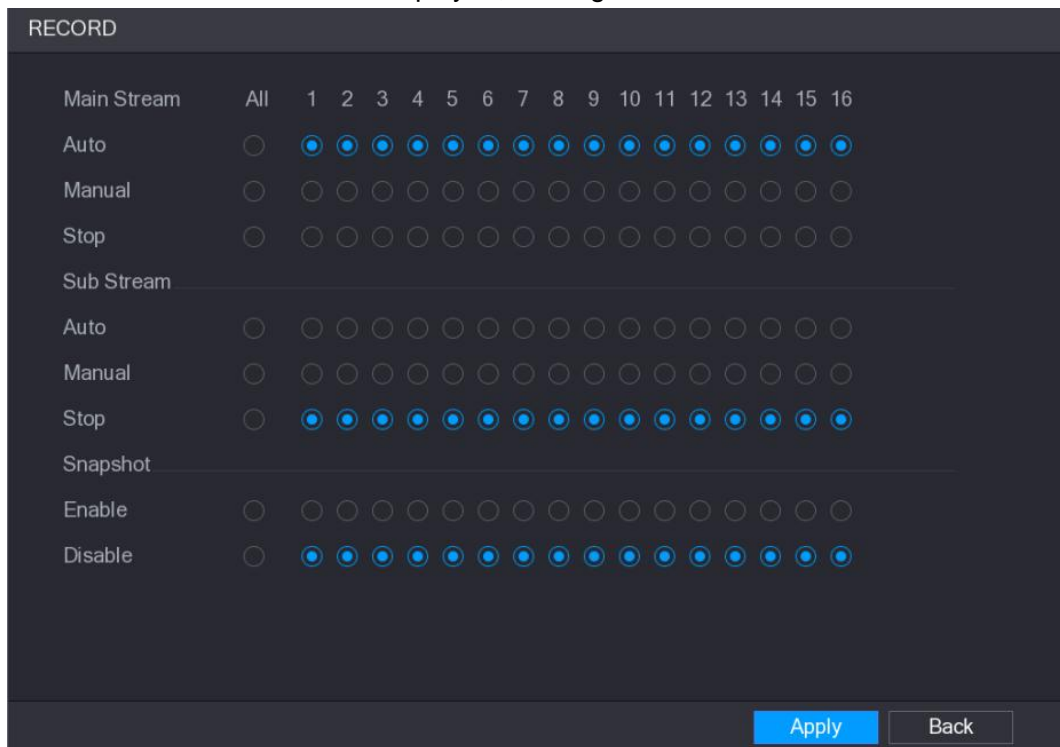 RECORD
Main Stream All 1 2 3 4 5 6 7 8 9 10 11 12 13 14 15 16
Auto
Manual
Stop
Sub Stream
Auto
Manual
Stop
Snapshot
Enable
Disable
Apply Back